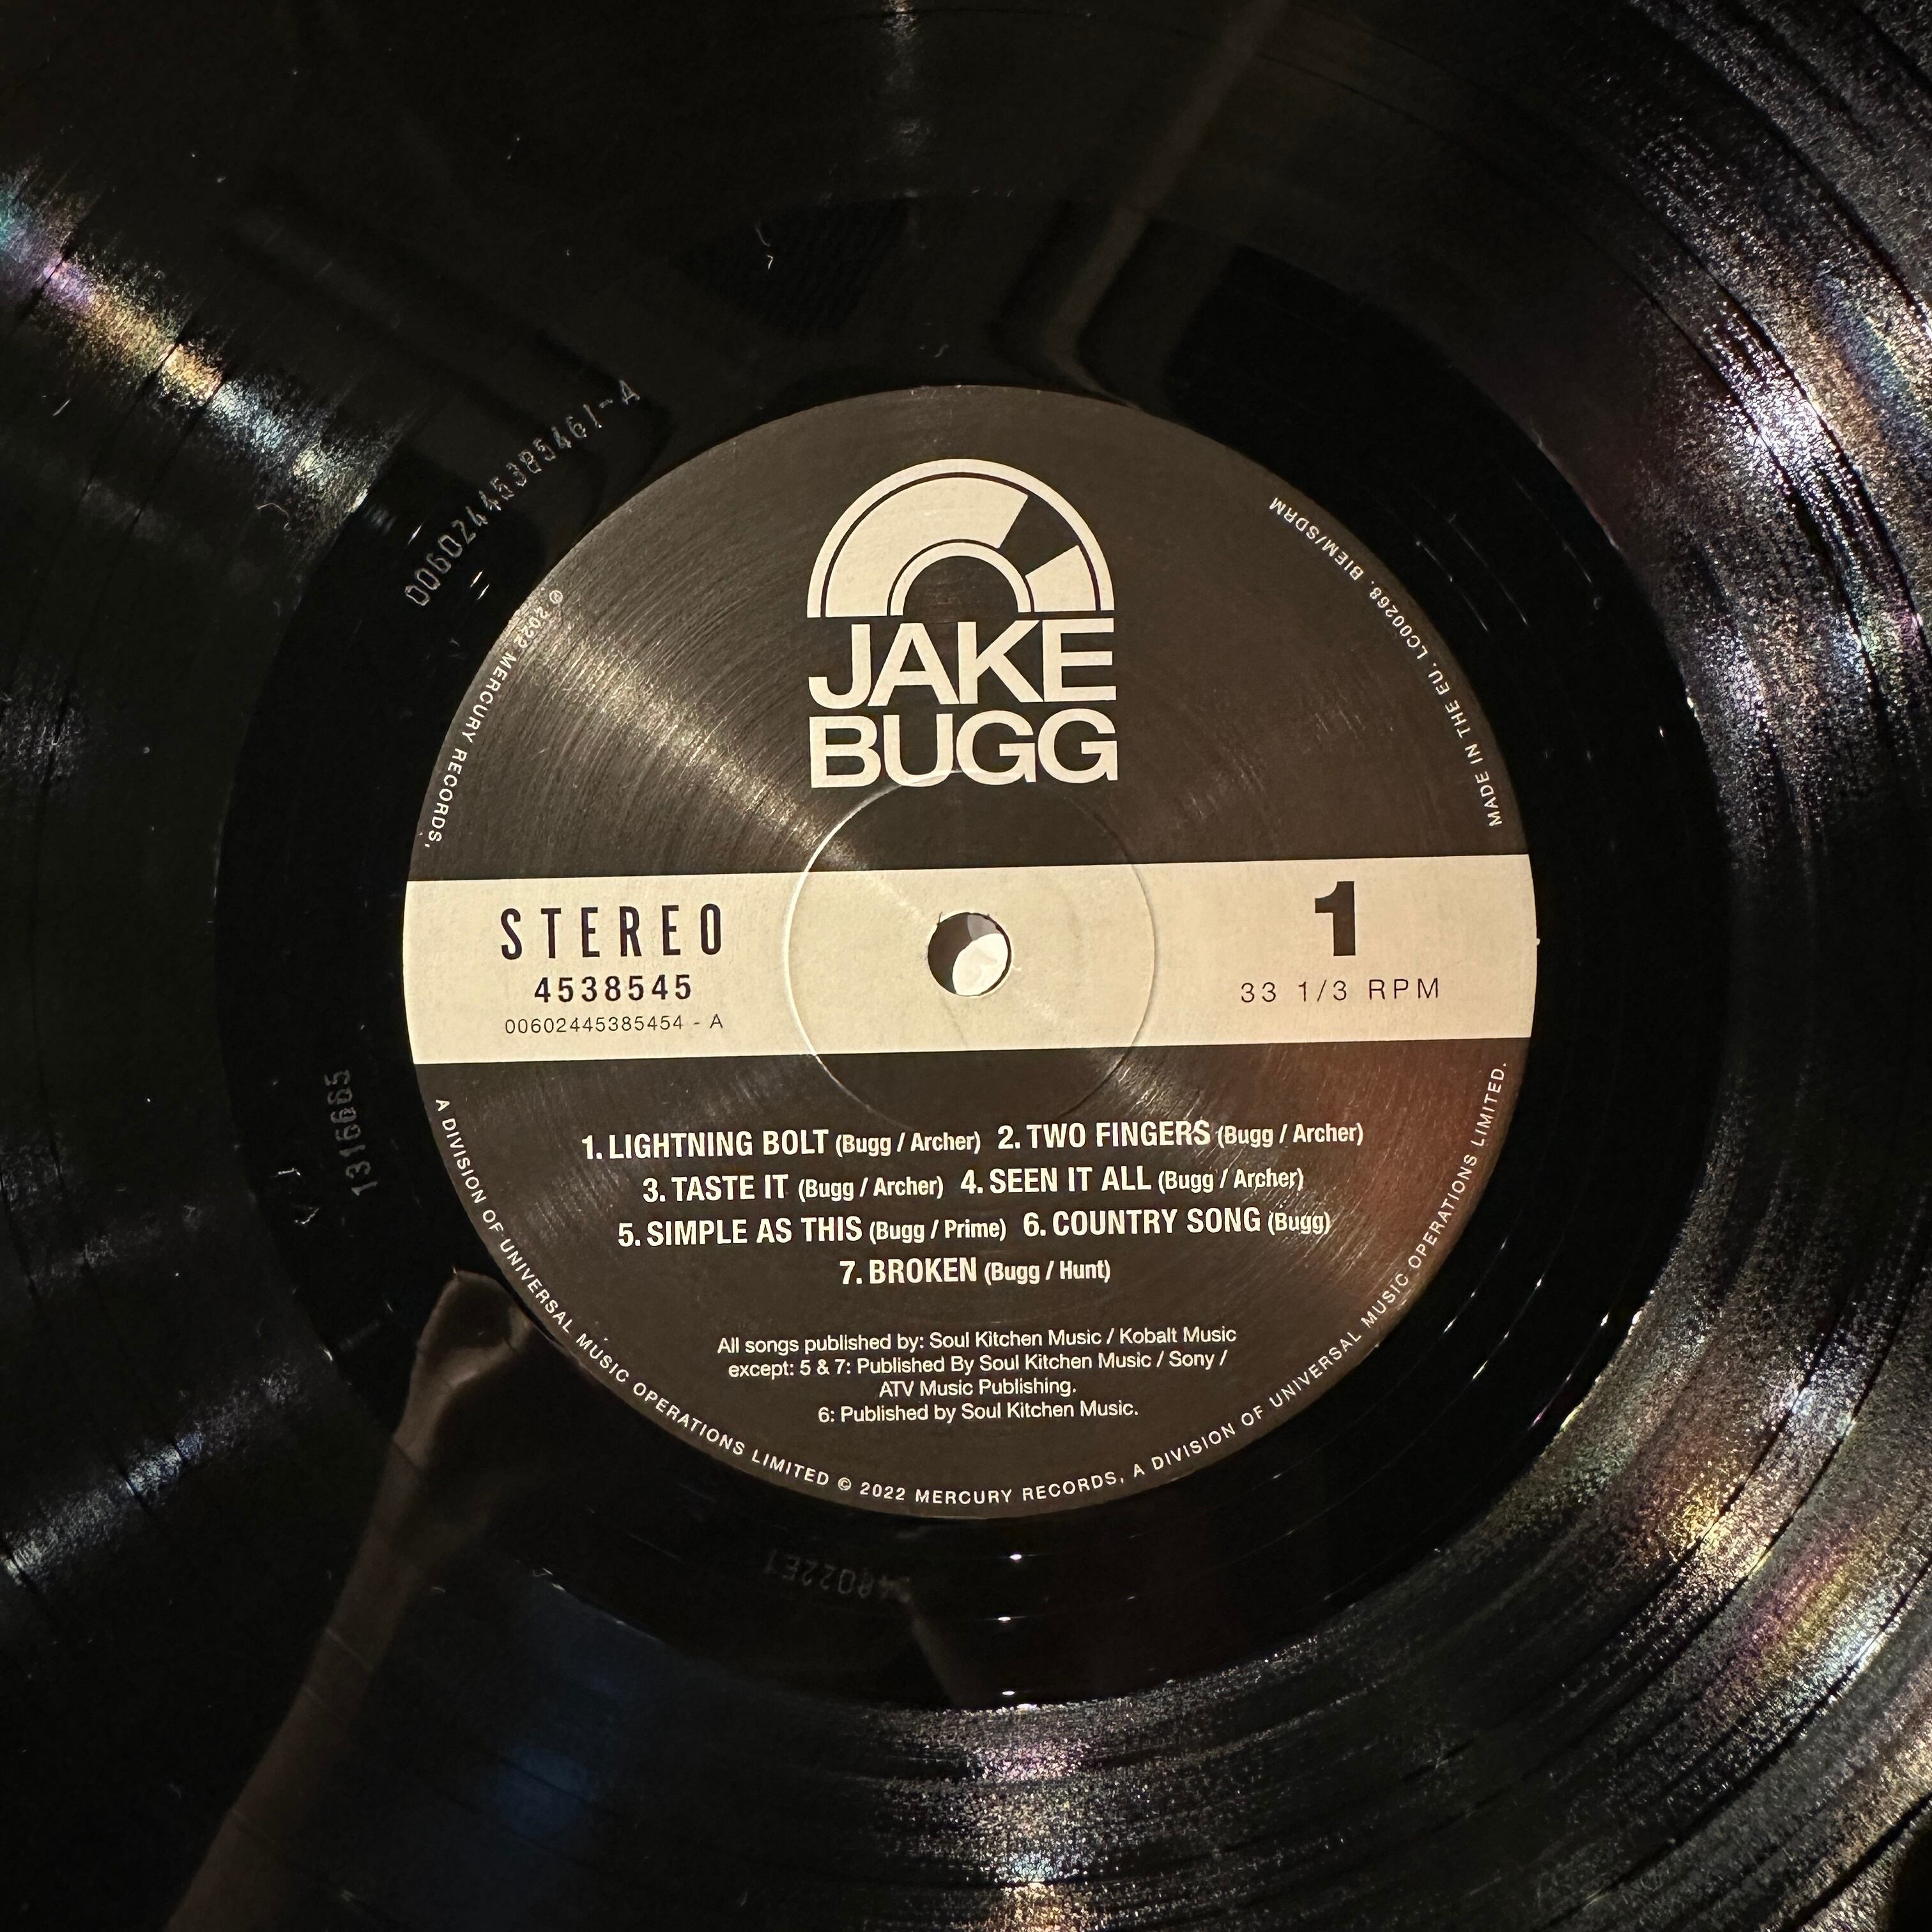 JAKE
BUGG
STEREO
4538545
00602445385454 - A
1
33 1/3 RPM
1. LIGHTNING BOLT (Bugg / Archer) 2. TWO FINGERS (Bugg / Archer)
3. TASTE IT (Bugg / Archer) 4. SEEN IT ALL (Bugg / Archer)
5. SIMPLE AS THIS (Bugg / Prime) 6. COUNTRY SONG (Bugg)
7. BROKEN (Bugg / Hunt)
All songs published by: Soul Kitchen Music / Kobalt Music
except: 5 & 7: Published By Soul Kitchen Music / Sony /
ATV Music Publishing.
6: Published by Soul Kitchen Music.
2022 MERCURY RECORDS,
A DIVISION OF UNIVERSAL MUSIC OPERATIONS LIMITED © 2022 MERCURY RECORDS, A DIVISION OF UNIVERSAL MUSIC OPERATIONS LIMITED.
MADE IN THE EU. LC00268. BIEM/SDRM
1316665